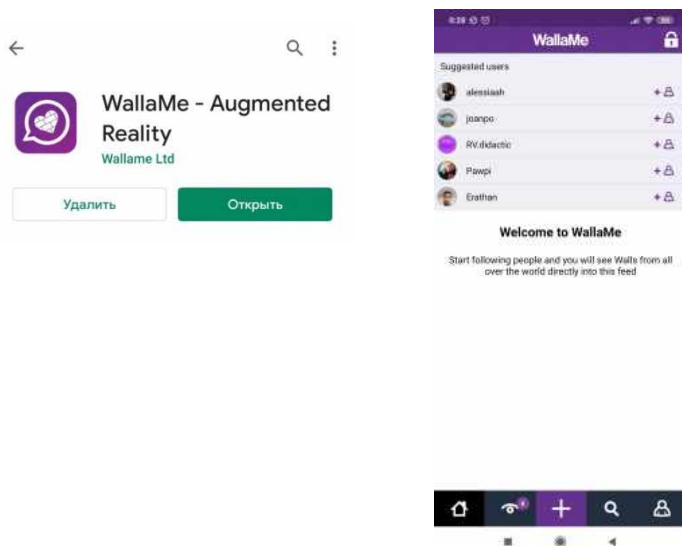 WallaMe - Augmented
Reality
Wallame Ltd
Удалить
Открыть
WallaMe
Suggested users
alessiaah
joanpo
RV.didactic
Pawpi
Erathan
Welcome to WallaMe
Start following people and you will see Walls from all
over the world directly into this feed